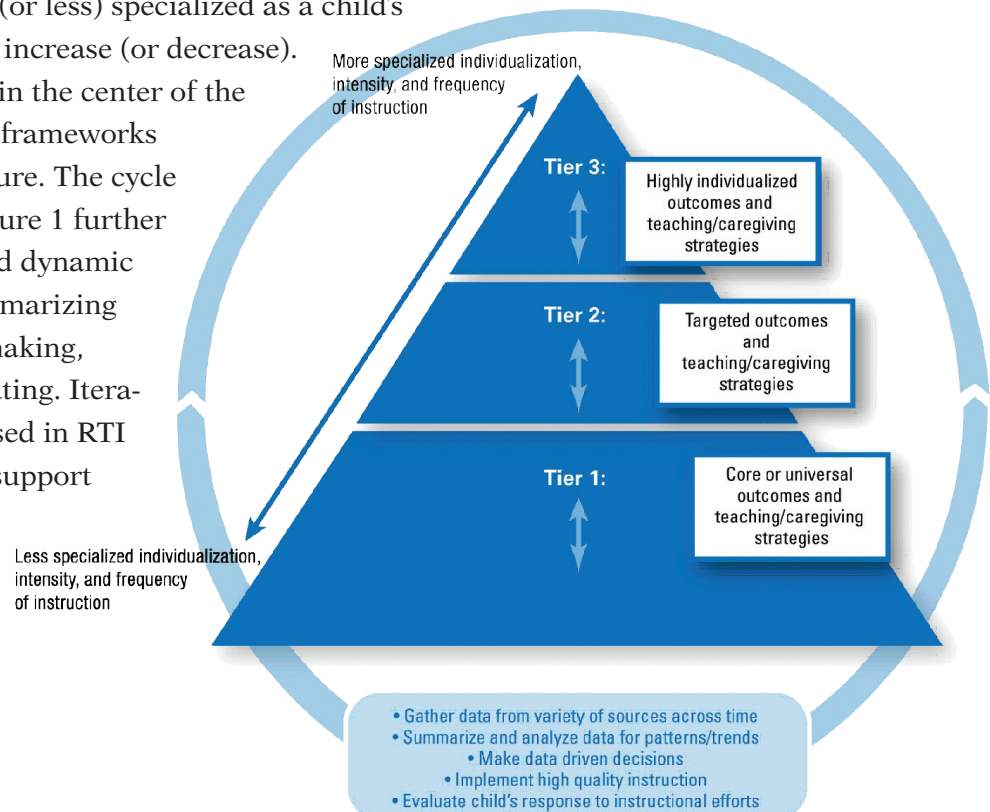 (or less) specialized as a child's
increase (or decrease).
in the center of the
frameworks
ure. The cycle
ure 1 further
d dynamic
marizing
aking,
ting. Itera-
sed in RTI
support
More specialized individualization,
intensity, and frequency
of instruction
Tier 3:
Highly individualized
outcomes and
teaching/caregiving
strategies
Tier 2:
Targeted outcomes
and
teaching/caregiving
strategies
Tier 1:
Core or universal
outcomes and
teaching/caregiving
strategies
Less specialized individualization,
intensity, and frequency
of instruction
• Gather data from variety of sources across time
• Summarize and analyze data for patterns/trends
• Make data driven decisions
• Implement high quality instruction
• Evaluate child's response to instructional efforts